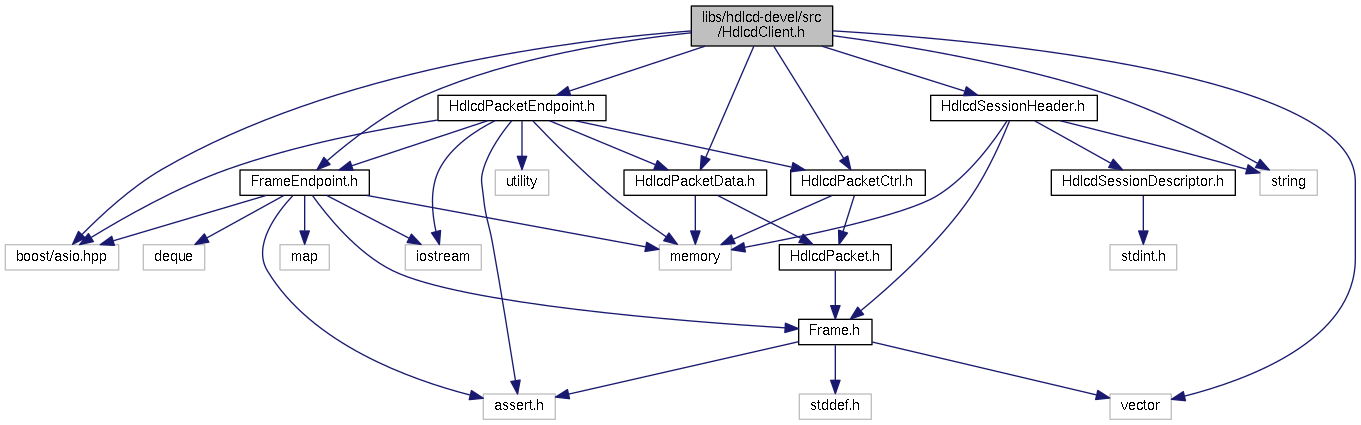 libs/hdlcd-devel/src
/HdlcdClient.h
HdlcdPacketEndpoint.h
HdlcdSessionHeader.h
FrameEndpoint.h
utility
HdlcdPacketData.h
HdlcdPacketCtrl.h
HdlcdSessionDescriptor.h
string
boost/asio.hpp
deque
map
iostream
memory
HdlcdPacket.h
stdint.h
Frame.h
assert.h
stddef.h
vector